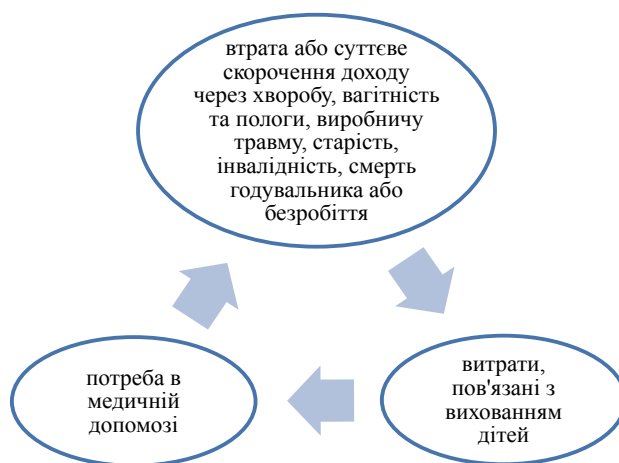 втрата або суттєве
скорочення доходу
через хворобу, вагітність
та пологи, виробничу
травму, старість,
інвалідність, смерть
годувальника або
безробіття
потреба в
медичній
допомозі
витрати,
пов'язані з
вихованням
дітей